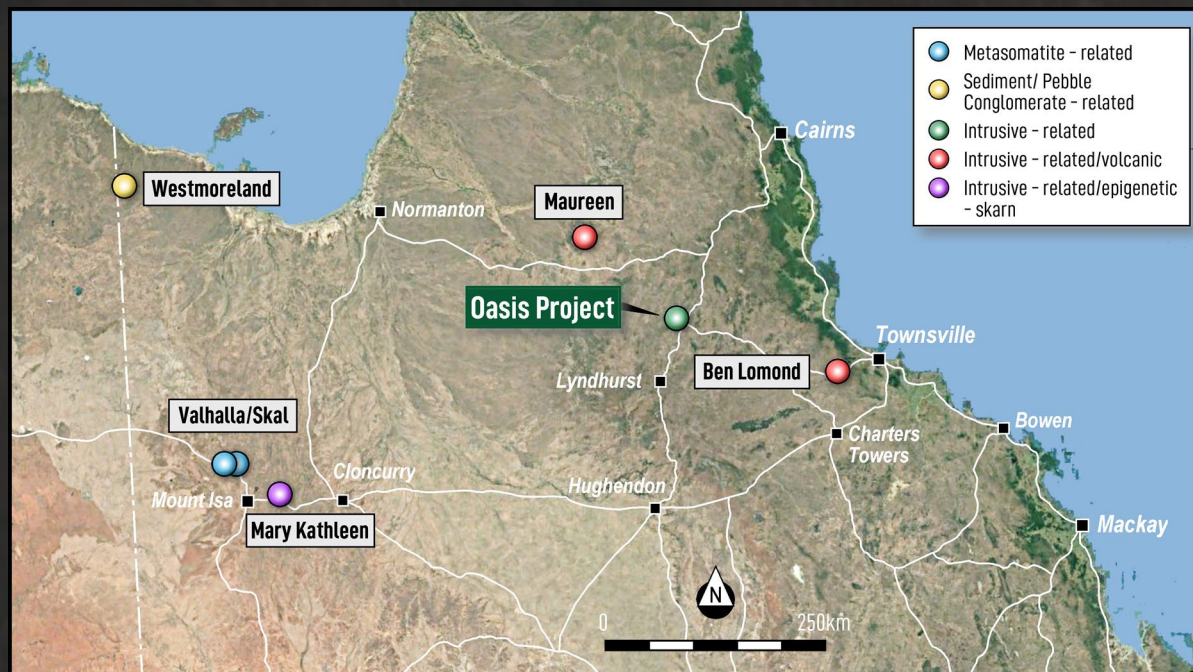 Metasomatite - related
Sediment/ Pebble
Conglomerate - related
Intrusive - related
Intrusive - related/volcanic
Intrusive - related/epigenetic
- skarn
Cairns
Westmoreland
Maureen
Normanton
Oasis Project
Townsville
Ben Lomond
Lyndhurst
Valhalla/Skal
Bowen
Charters
Towers
Cloncurry
Hughendon
Mount Isa
Mary Kathleen
Mackay
N
0 250km